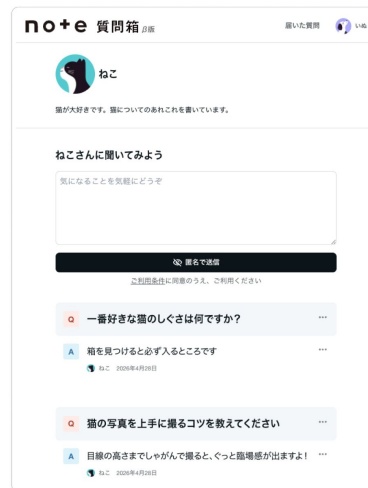 note 質問箱 β版
届いた質問
いぬ
ねこ
猫が大好きです。猫についてのあれこれを書いています。
ねこさんに聞いてみよう
気になることを気軽にどうぞ
匿名で送信
ご利用条件に同意のうえ、ご利用ください
Q 一番好きな猫のしぐさは何ですか？
A 箱を見つけると必ず入るところです
ねこ 2026年4月28日
Q 猫の写真を上手に撮るコツを教えてください
A 目線の高さまでしゃがんで撮ると、ぐっと臨場感が出ますよ！
ねこ 2026年4月28日